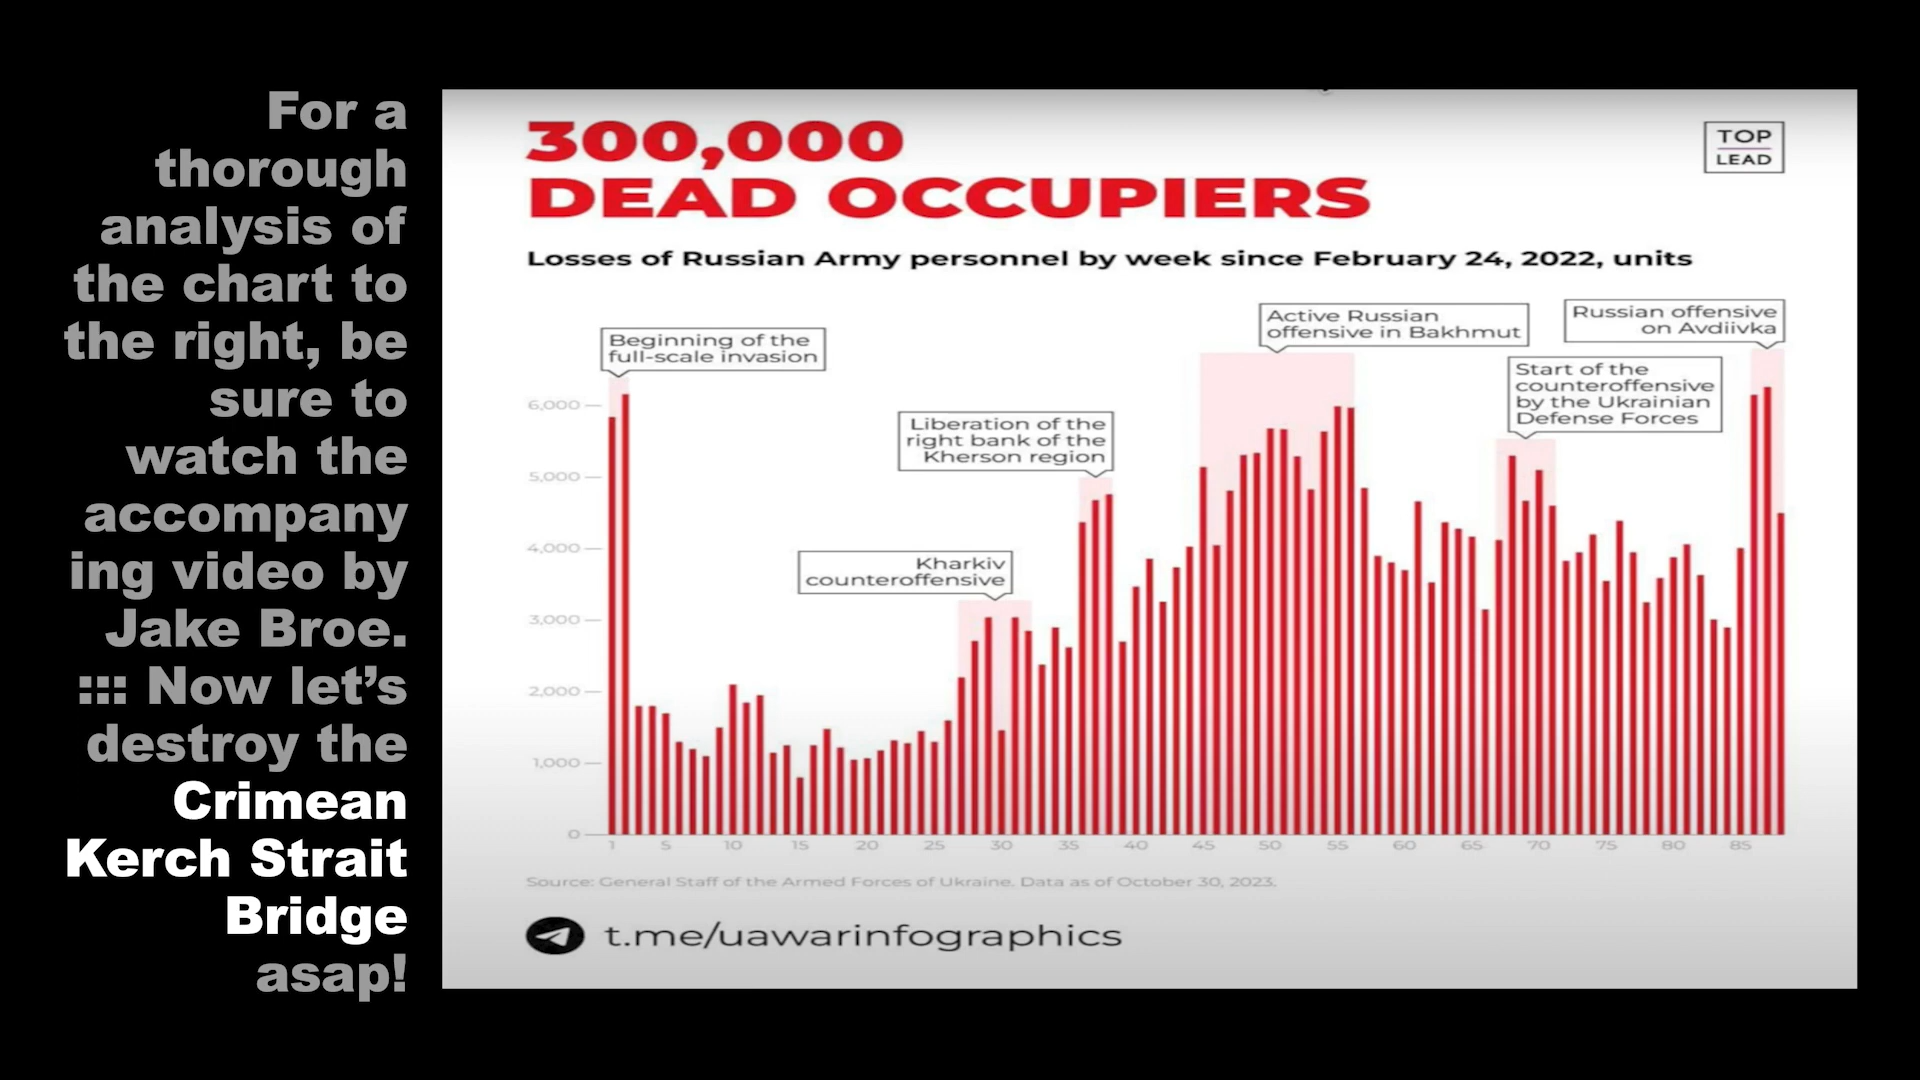 For a
thorough
analysis of
the chart to
the right, be
sure to
watch the
accompany
ing video by
Jake Broe.
::: Now let’s
destroy the
Crimean
Kerch Strait
Bridge
asap!
300,000
DEAD OCCUPIERS
TOP
LEAD
Losses of Russian Army personnel by week since February 24, 2022, units
Beginning of the
full-scale invasion
Kharkiv
counteroffensive
Liberation of the
right bank of the
Kherson region
Active Russian
offensive in Bakhmut
Start of the
counteroffensive
by the Ukrainian
Defense Forces
Russian offensive
on Avdiivka
6,000
5,000
4,000
3,000
2,000
1,000
0
1 5 10 15 20 25 30 35 40 45 50 55 60 65 70 75 80 85
Source: General Staff of the Armed Forces of Ukraine. Data as of October 30, 2023.
t.me/uawarinfographics